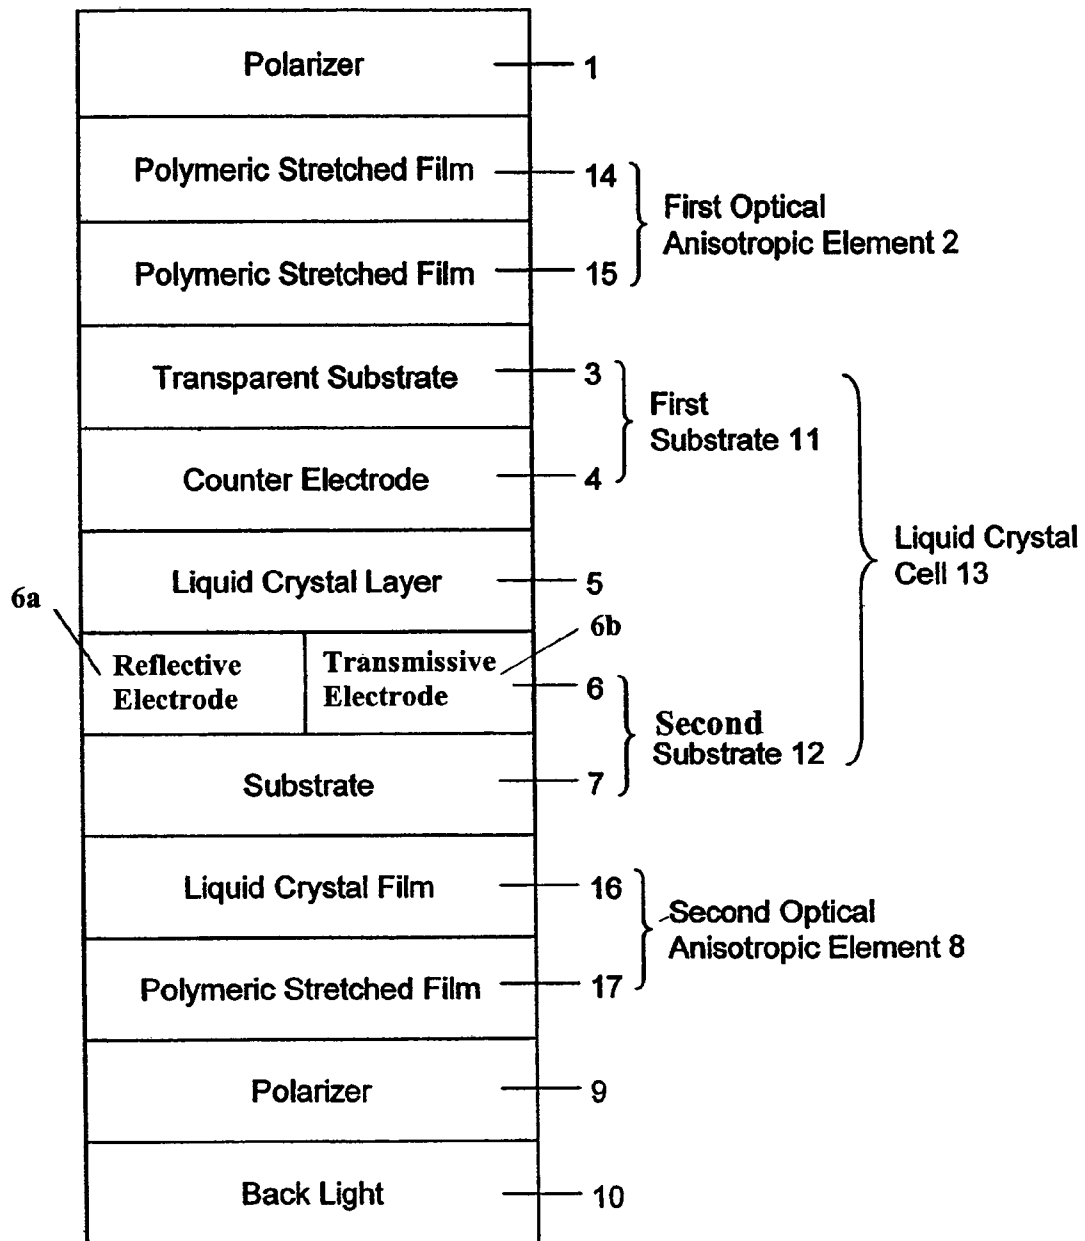 Polarizer 1
Polymeric Stretched Film 14
First Optical
Anisotropic Element 2
Polymeric Stretched Film 15
Transparent Substrate 3
First
Substrate 11
Counter Electrode 4
Liquid Crystal
Cell 13
Liquid Crystal Layer 5
6a
6b
Reflective
Electrode
Transmissive
Electrode
6
Second
Substrate 12
Substrate 7
Liquid Crystal Film 16
Second Optical
Anisotropic Element 8
Polymeric Stretched Film 17
Polarizer 9
Back Light 10